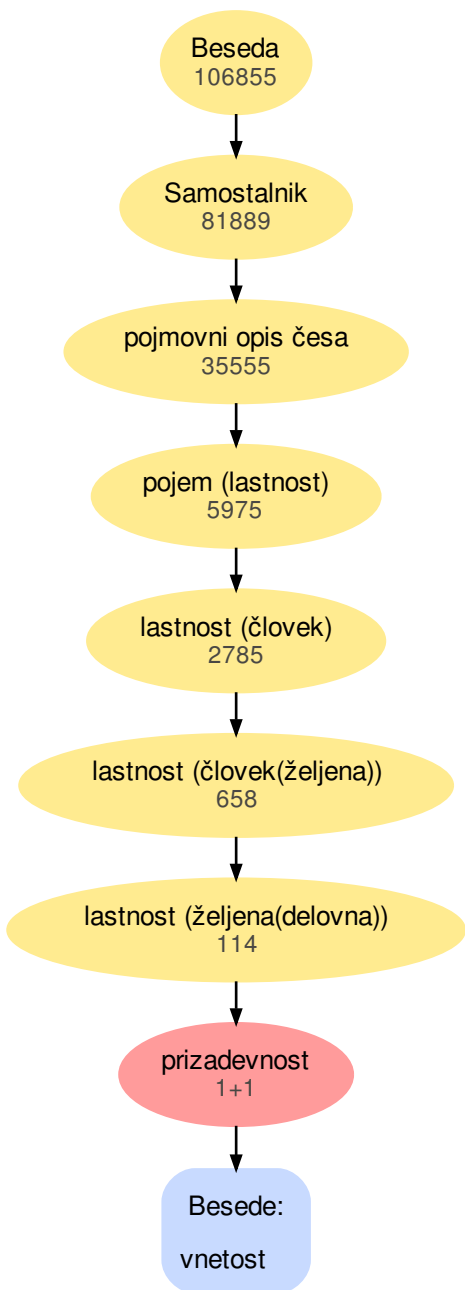 Beseda
106855
Samostalnik
81889
pojmovni opis česa
35555
pojem (lastnost)
5975
lastnost (človek)
2785
lastnost (človek(željena))
658
lastnost (željena(delovna))
114
prizadevnost
1+1
Besede:
vnetost